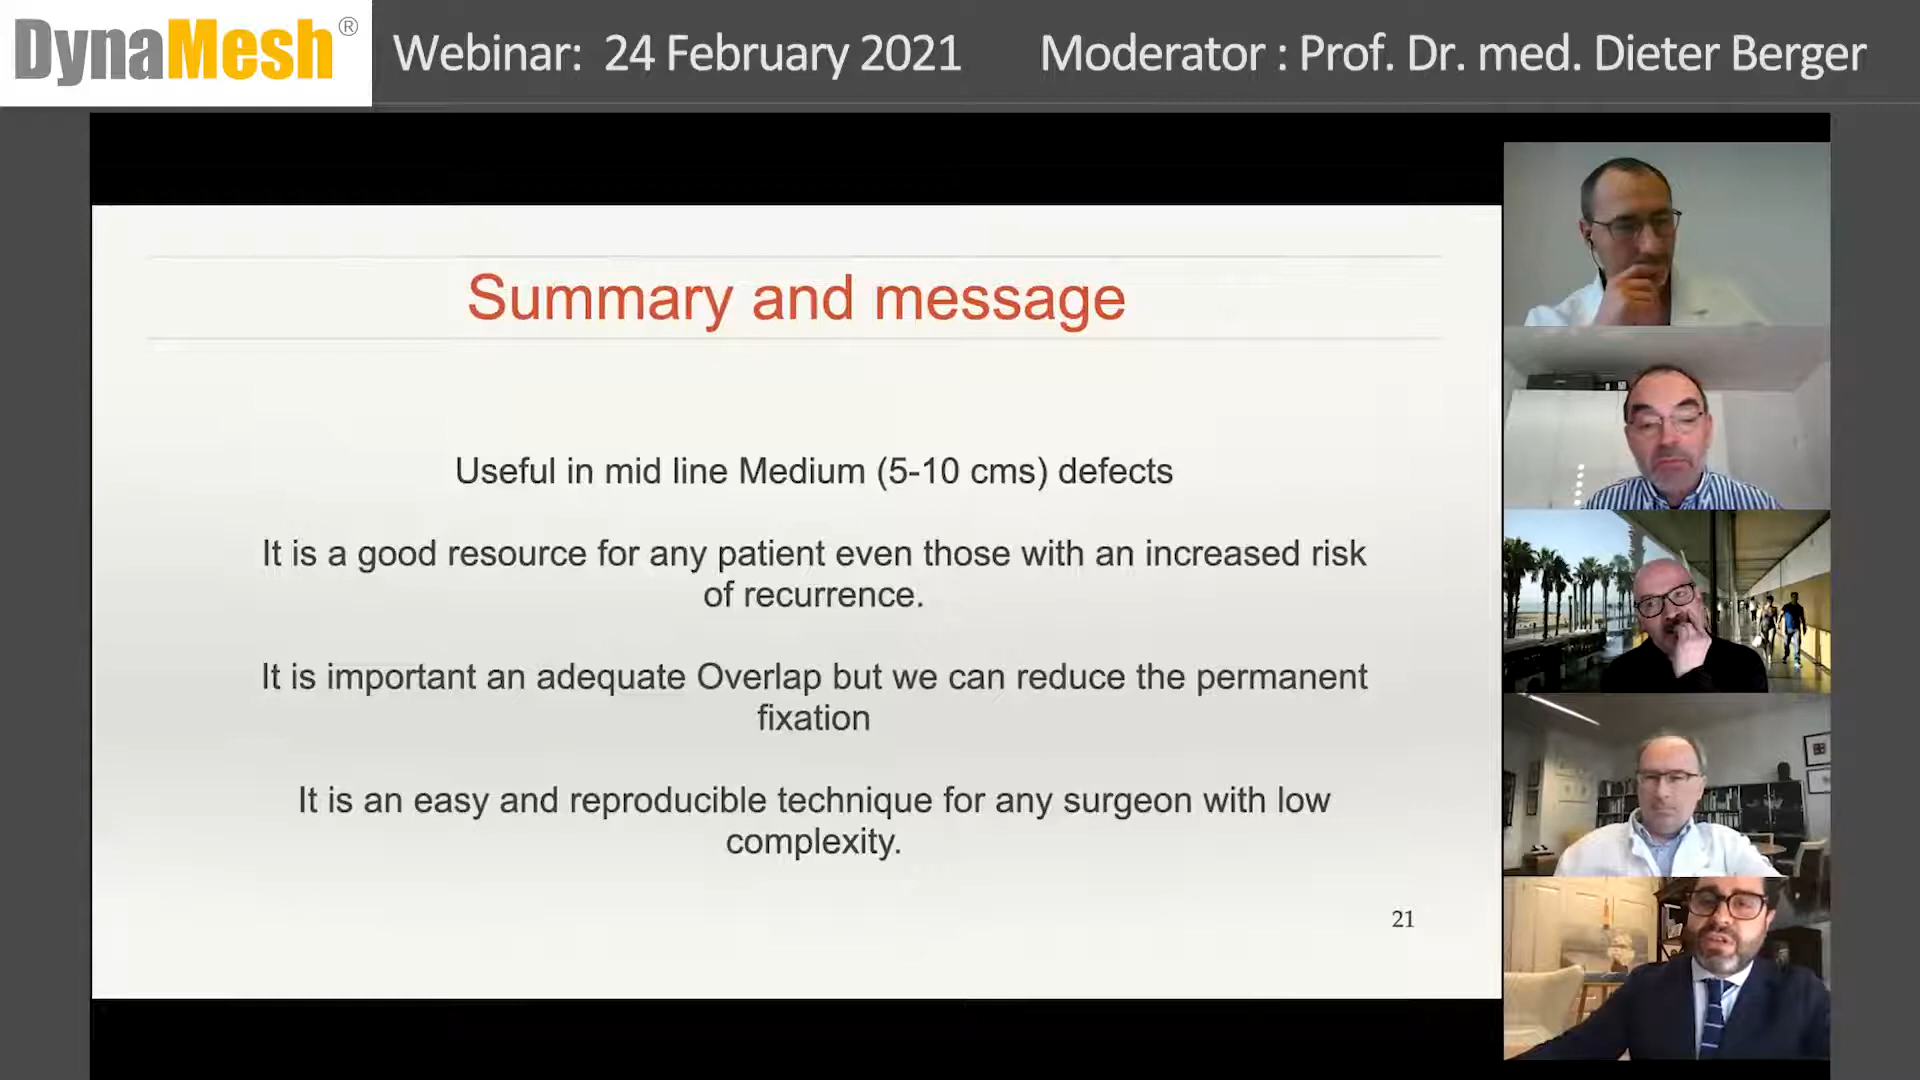 DynaMesh®
Webinar: 24 February 2021
Moderator : Prof. Dr. med. Dieter Berger
Summary and message
Useful in mid line Medium (5-10 cms) defects
It is a good resource for any patient even those with an increased risk
of recurrence.
It is important an adequate Overlap but we can reduce the permanent
fixation
It is an easy and reproducible technique for any surgeon with low
complexity.
21